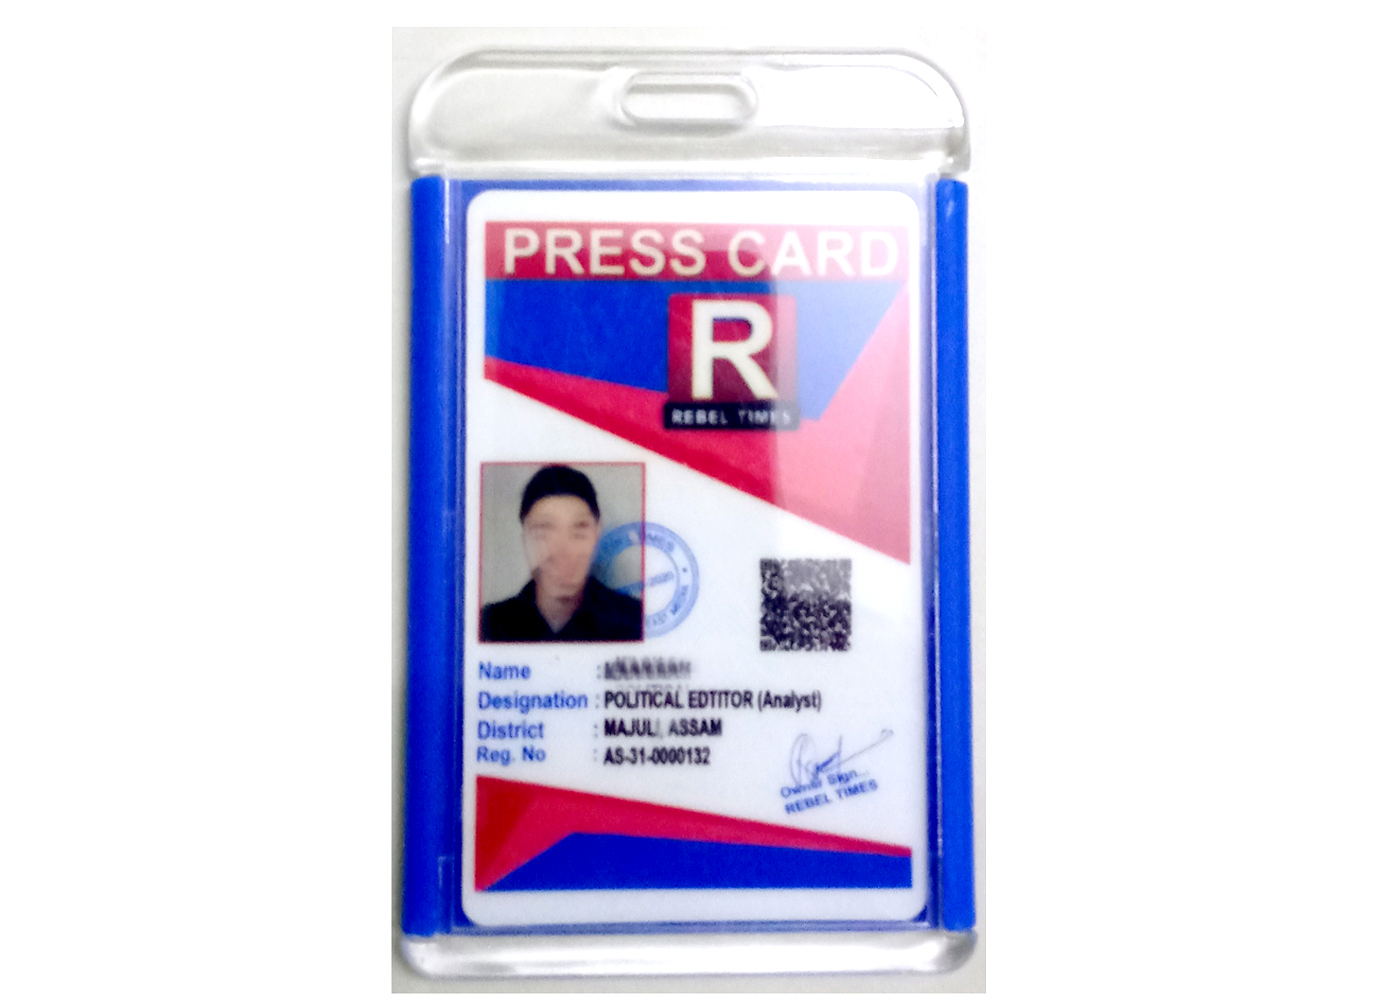 PRESS CARD
R
REBEL TIMES
Name :
Designation : POLITICAL EDTITOR (Analyst)
District : MAJULI, ASSAM
Reg. No : AS-31-0000132
Owner Sign...
REBEL TIMES